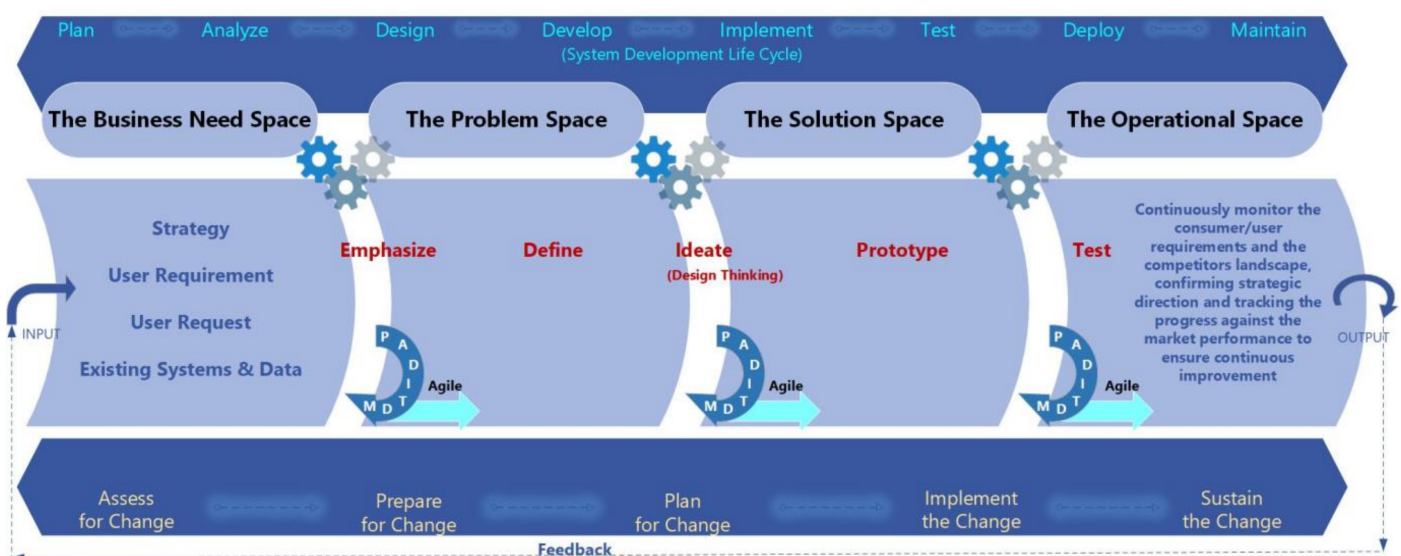 Plan Analyze Design Develop Implement Test Deploy Maintain
(System Development Life Cycle)
The Business Need Space
The Problem Space
The Solution Space
The Operational Space
Strategy
User Requirement
User Request
Existing Systems & Data
INPUT
Emphasize
Define
Ideate
(Design Thinking)
Prototype
Test
Continuously monitor the
consumer/user
requirements and the
competitors landscape,
confirming strategic
direction and tracking the
progress against the
market performance to
ensure continuous
improvement
OUTPUT
PADITDM
Agile
PADITDM
Agile
PADITDM
Agile
Assess
for Change
Prepare
for Change
Plan
for Change
Implement
the Change
Sustain
the Change
Feedback